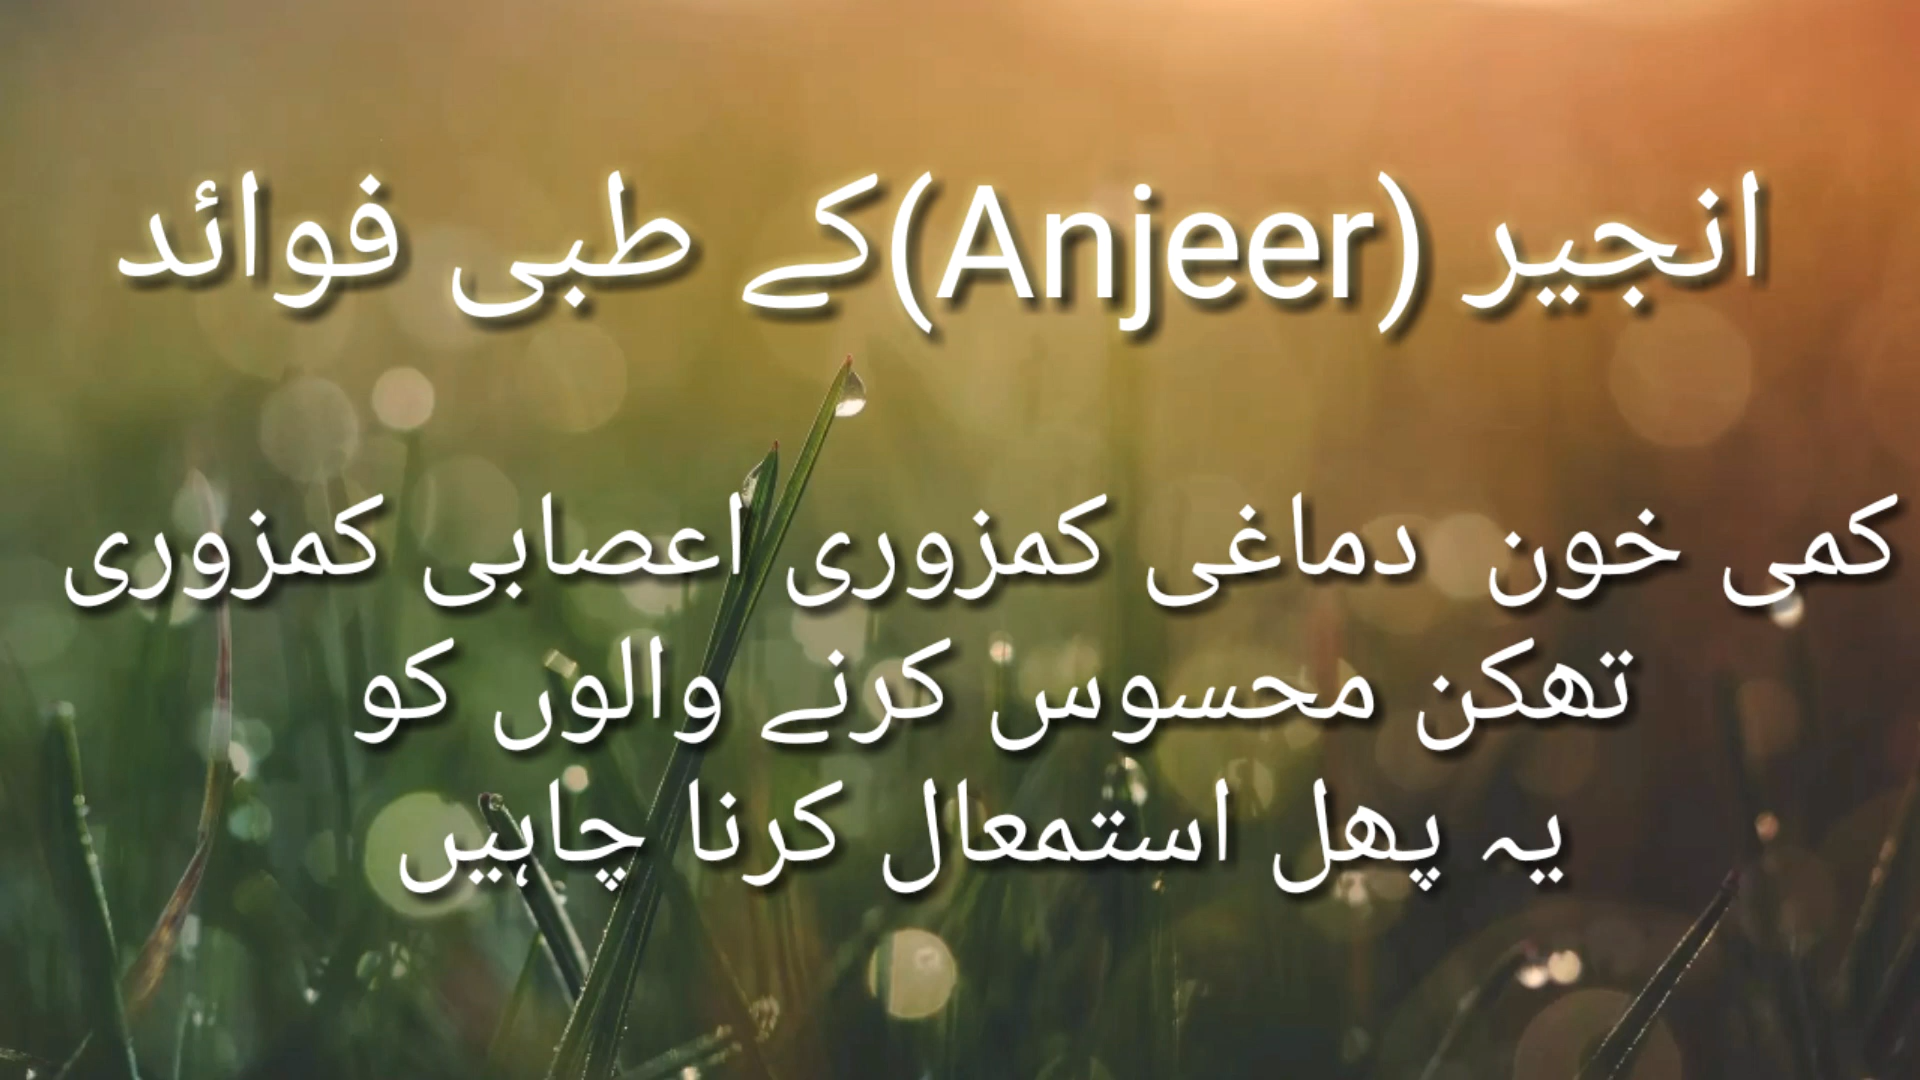 انجیر (Anjeer)کے طبی فوائد
کمی خون دماغی کمزوری اعصابی کمزوری
تھکن محسوس کرنے والوں کو
یہ پھل استمعال کرنا چاہیں